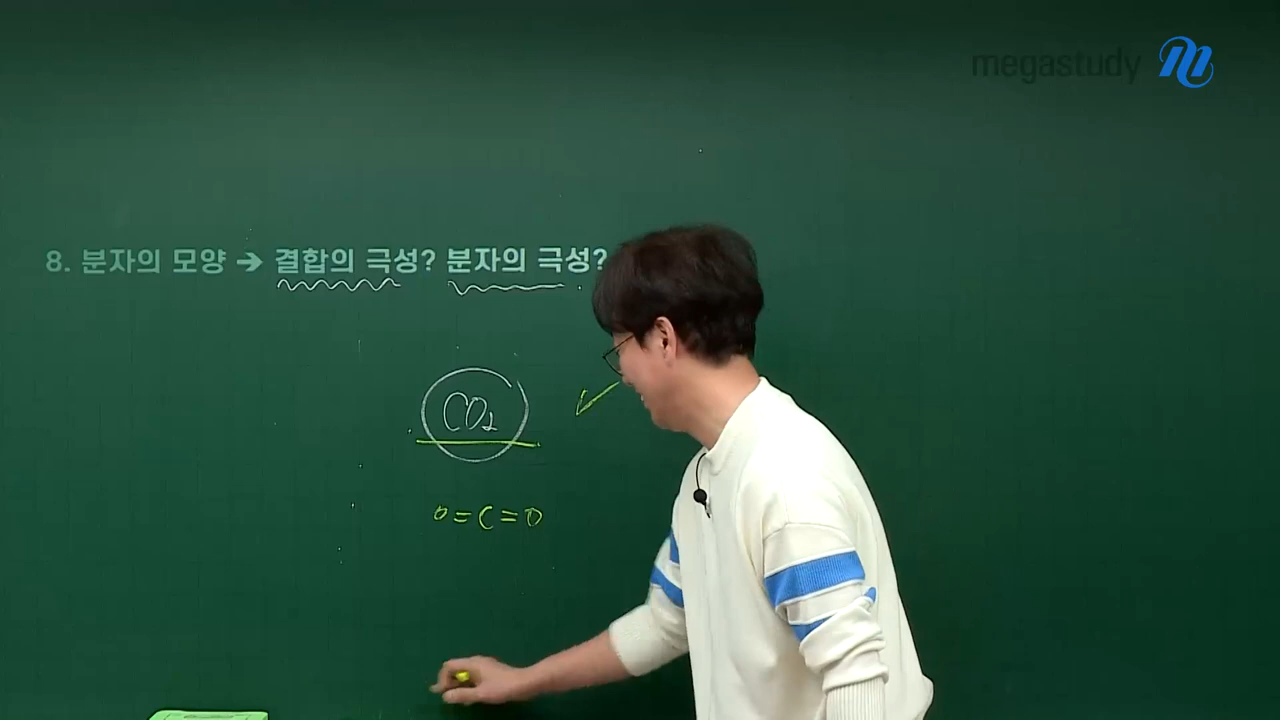 megastudy
8. 분자의 모양 → 결합의 극성? 분자의 극성?
CO₂
O=C=O